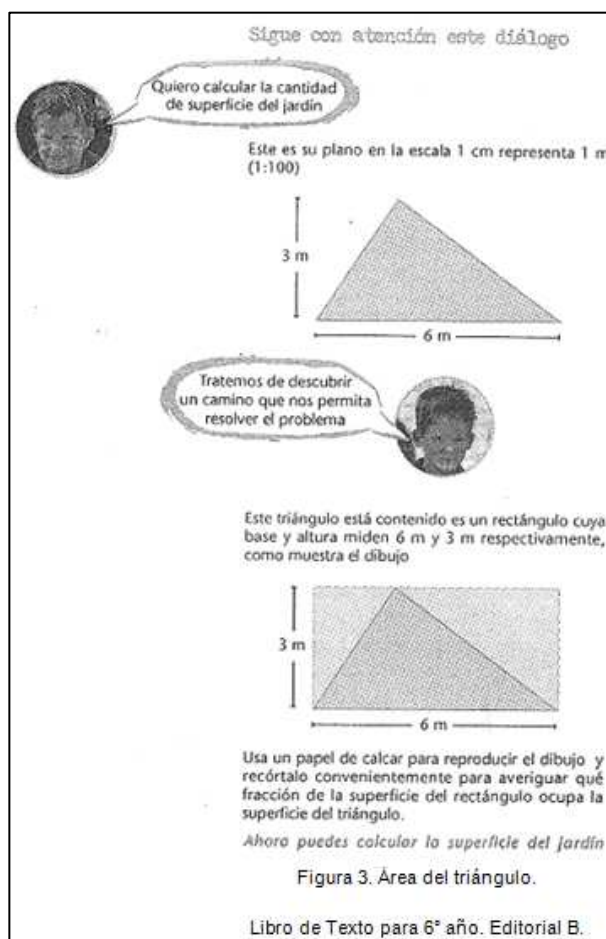 Sigue con atención este diálogo
Quiero calcular la cantidad
de superficie del jardín
Este es su plano en la escala 1 cm representa 1 m
(1:100)
3 m
6 m
Tratemos de descubrir
un camino que nos permita
resolver el problema
Este triángulo está contenido es un rectángulo cuya
base y altura miden 6 m y 3 m respectivamente,
como muestra el dibujo
3 m
6 m
Usa un papel de calcar para reproducir el dibujo y
recórtalo convenientemente para averiguar qué
fracción de la superficie del rectángulo ocupa la
superficie del triángulo.
Ahora puedes calcular la superficie del jardín
Figura 3. Área del triángulo.
Libro de Texto para 6° año. Editorial B.